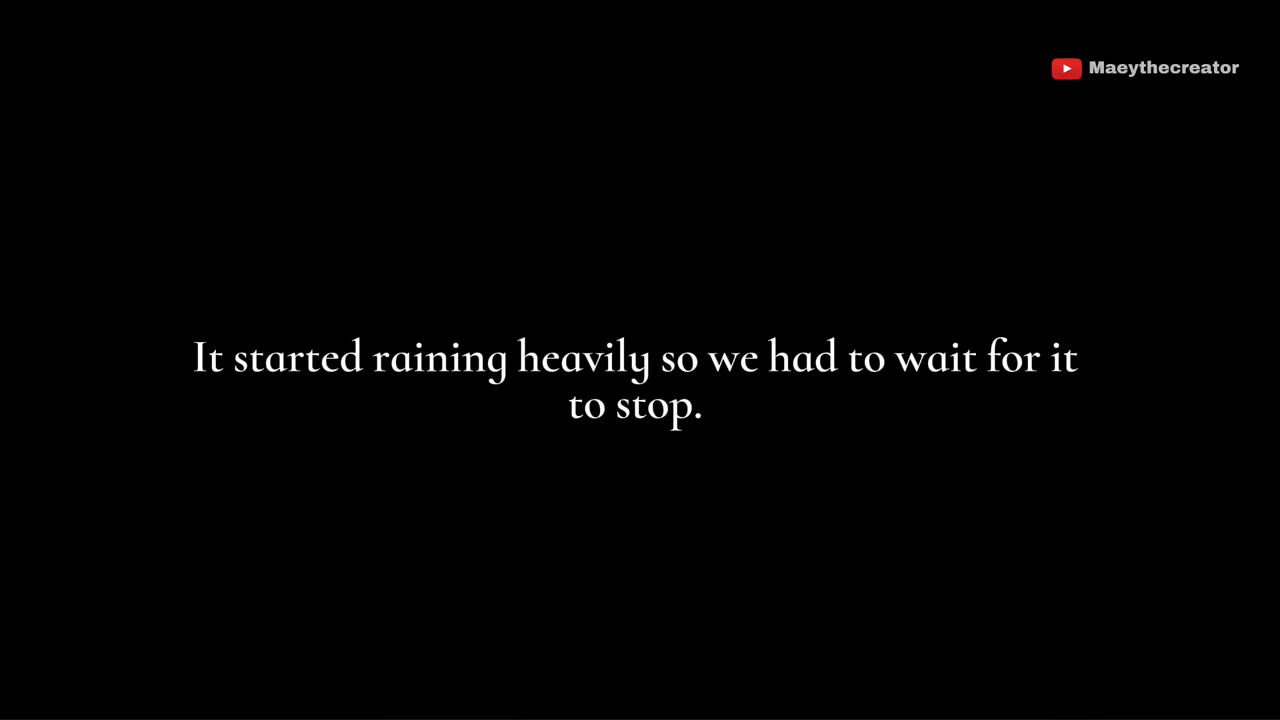 Maeythecreator
It started raining heavily so we had to wait for it
to stop.